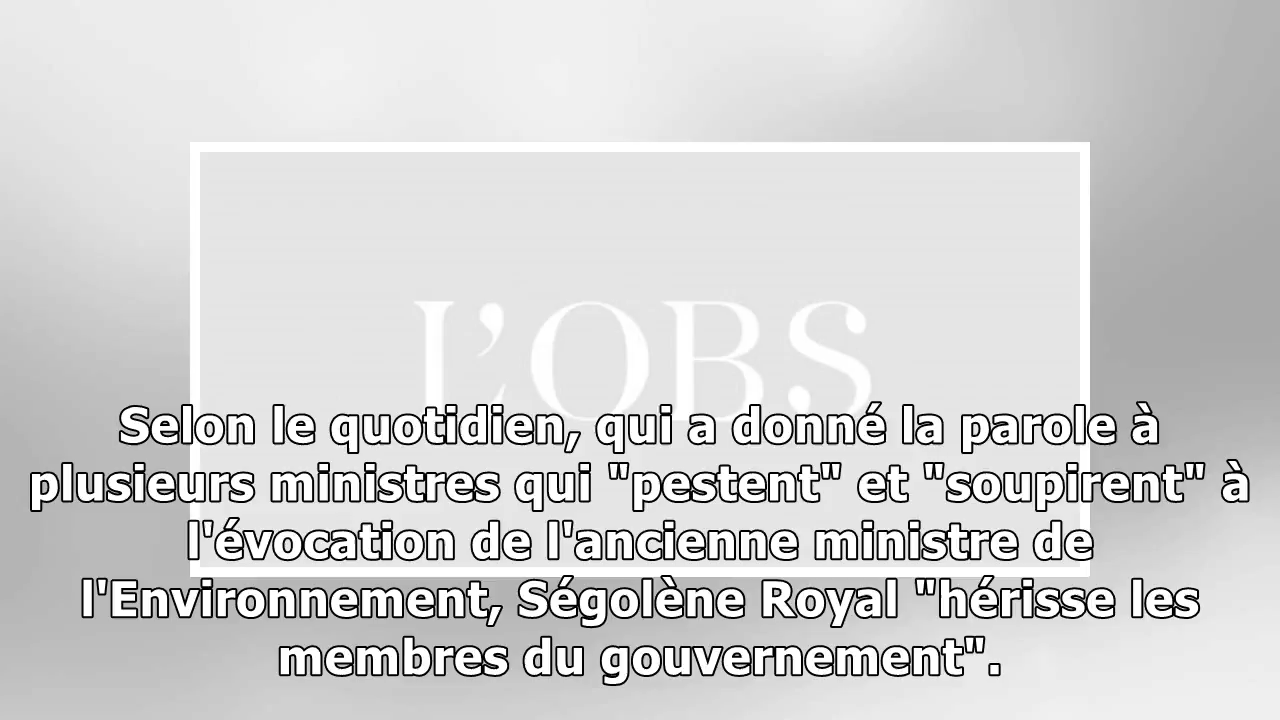 L'OBS
Selon le quotidien, qui a donné la parole à
plusieurs ministres qui "pestent" et "soupirent" à
l'évocation de l'ancienne ministre de
l'Environnement, Ségolène Royal "hérisse les
membres du gouvernement".